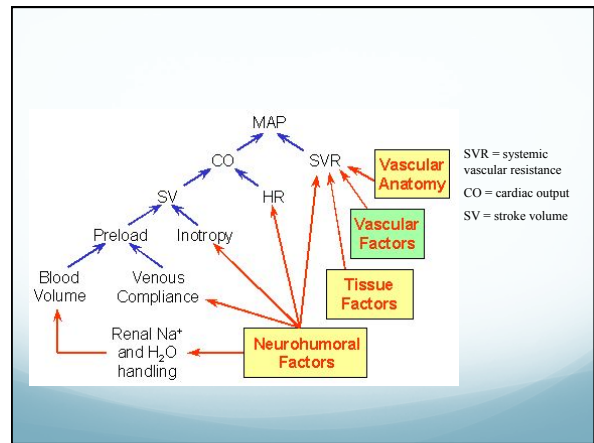 MAP
CO
SVR
Vascular
Anatomy
SVR = systemic
vascular resistance
CO = cardiac output
SV = stroke volume
SV
HR
Vascular
Factors
Preload
Inotropy
Blood
Volume
Venous
Compliance
Tissue
Factors
Renal Na⁺
and H₂O
handling
Neurohumoral
Factors